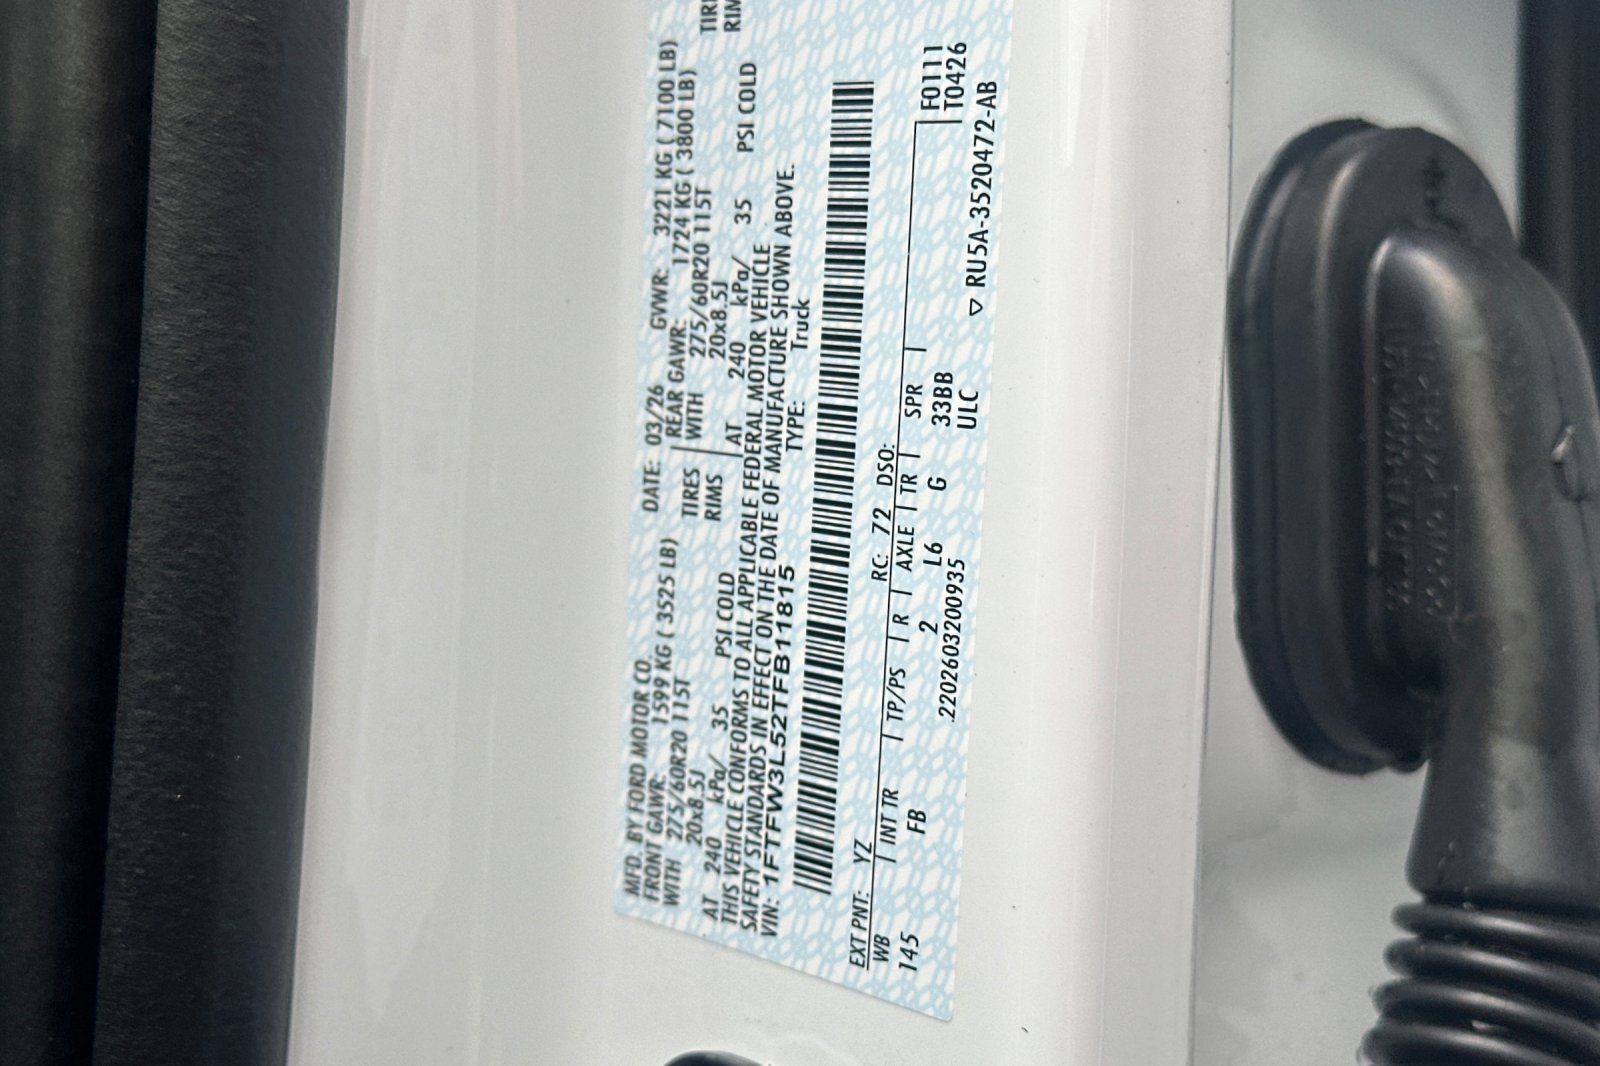 MFD. BY FORD MOTOR CO. DATE: 03/26 GVWR: 3221 KG ( 7100 LB)
FRONT GAWR: 1599 KG ( 3525 LB) REAR GAWR: 1724 KG ( 3800 LB)
WITH 275/60R20 115T TIRES WITH 275/60R20 115T
20x8.5J RIMS 20x8.5J
AT 240 kPa/ 35 PSI COLD AT 240 kPa/ 35 PSI COLD
THIS VEHICLE CONFORMS TO ALL APPLICABLE FEDERAL MOTOR VEHICLE
SAFETY STANDARDS IN EFFECT ON THE DATE OF MANUFACTURE SHOWN ABOVE.
VIN: 1FTFW3L52TFB11815 TYPE: Truck
EXT PNT: YZ RC: 72 DSO:
WB | INT TR | TP/PS | R | AXLE | TR | SPR | F0111
145 FB 2 L6 G 33BB T0426
2202603200935 ULC
▽ RU5A-3520472-AB